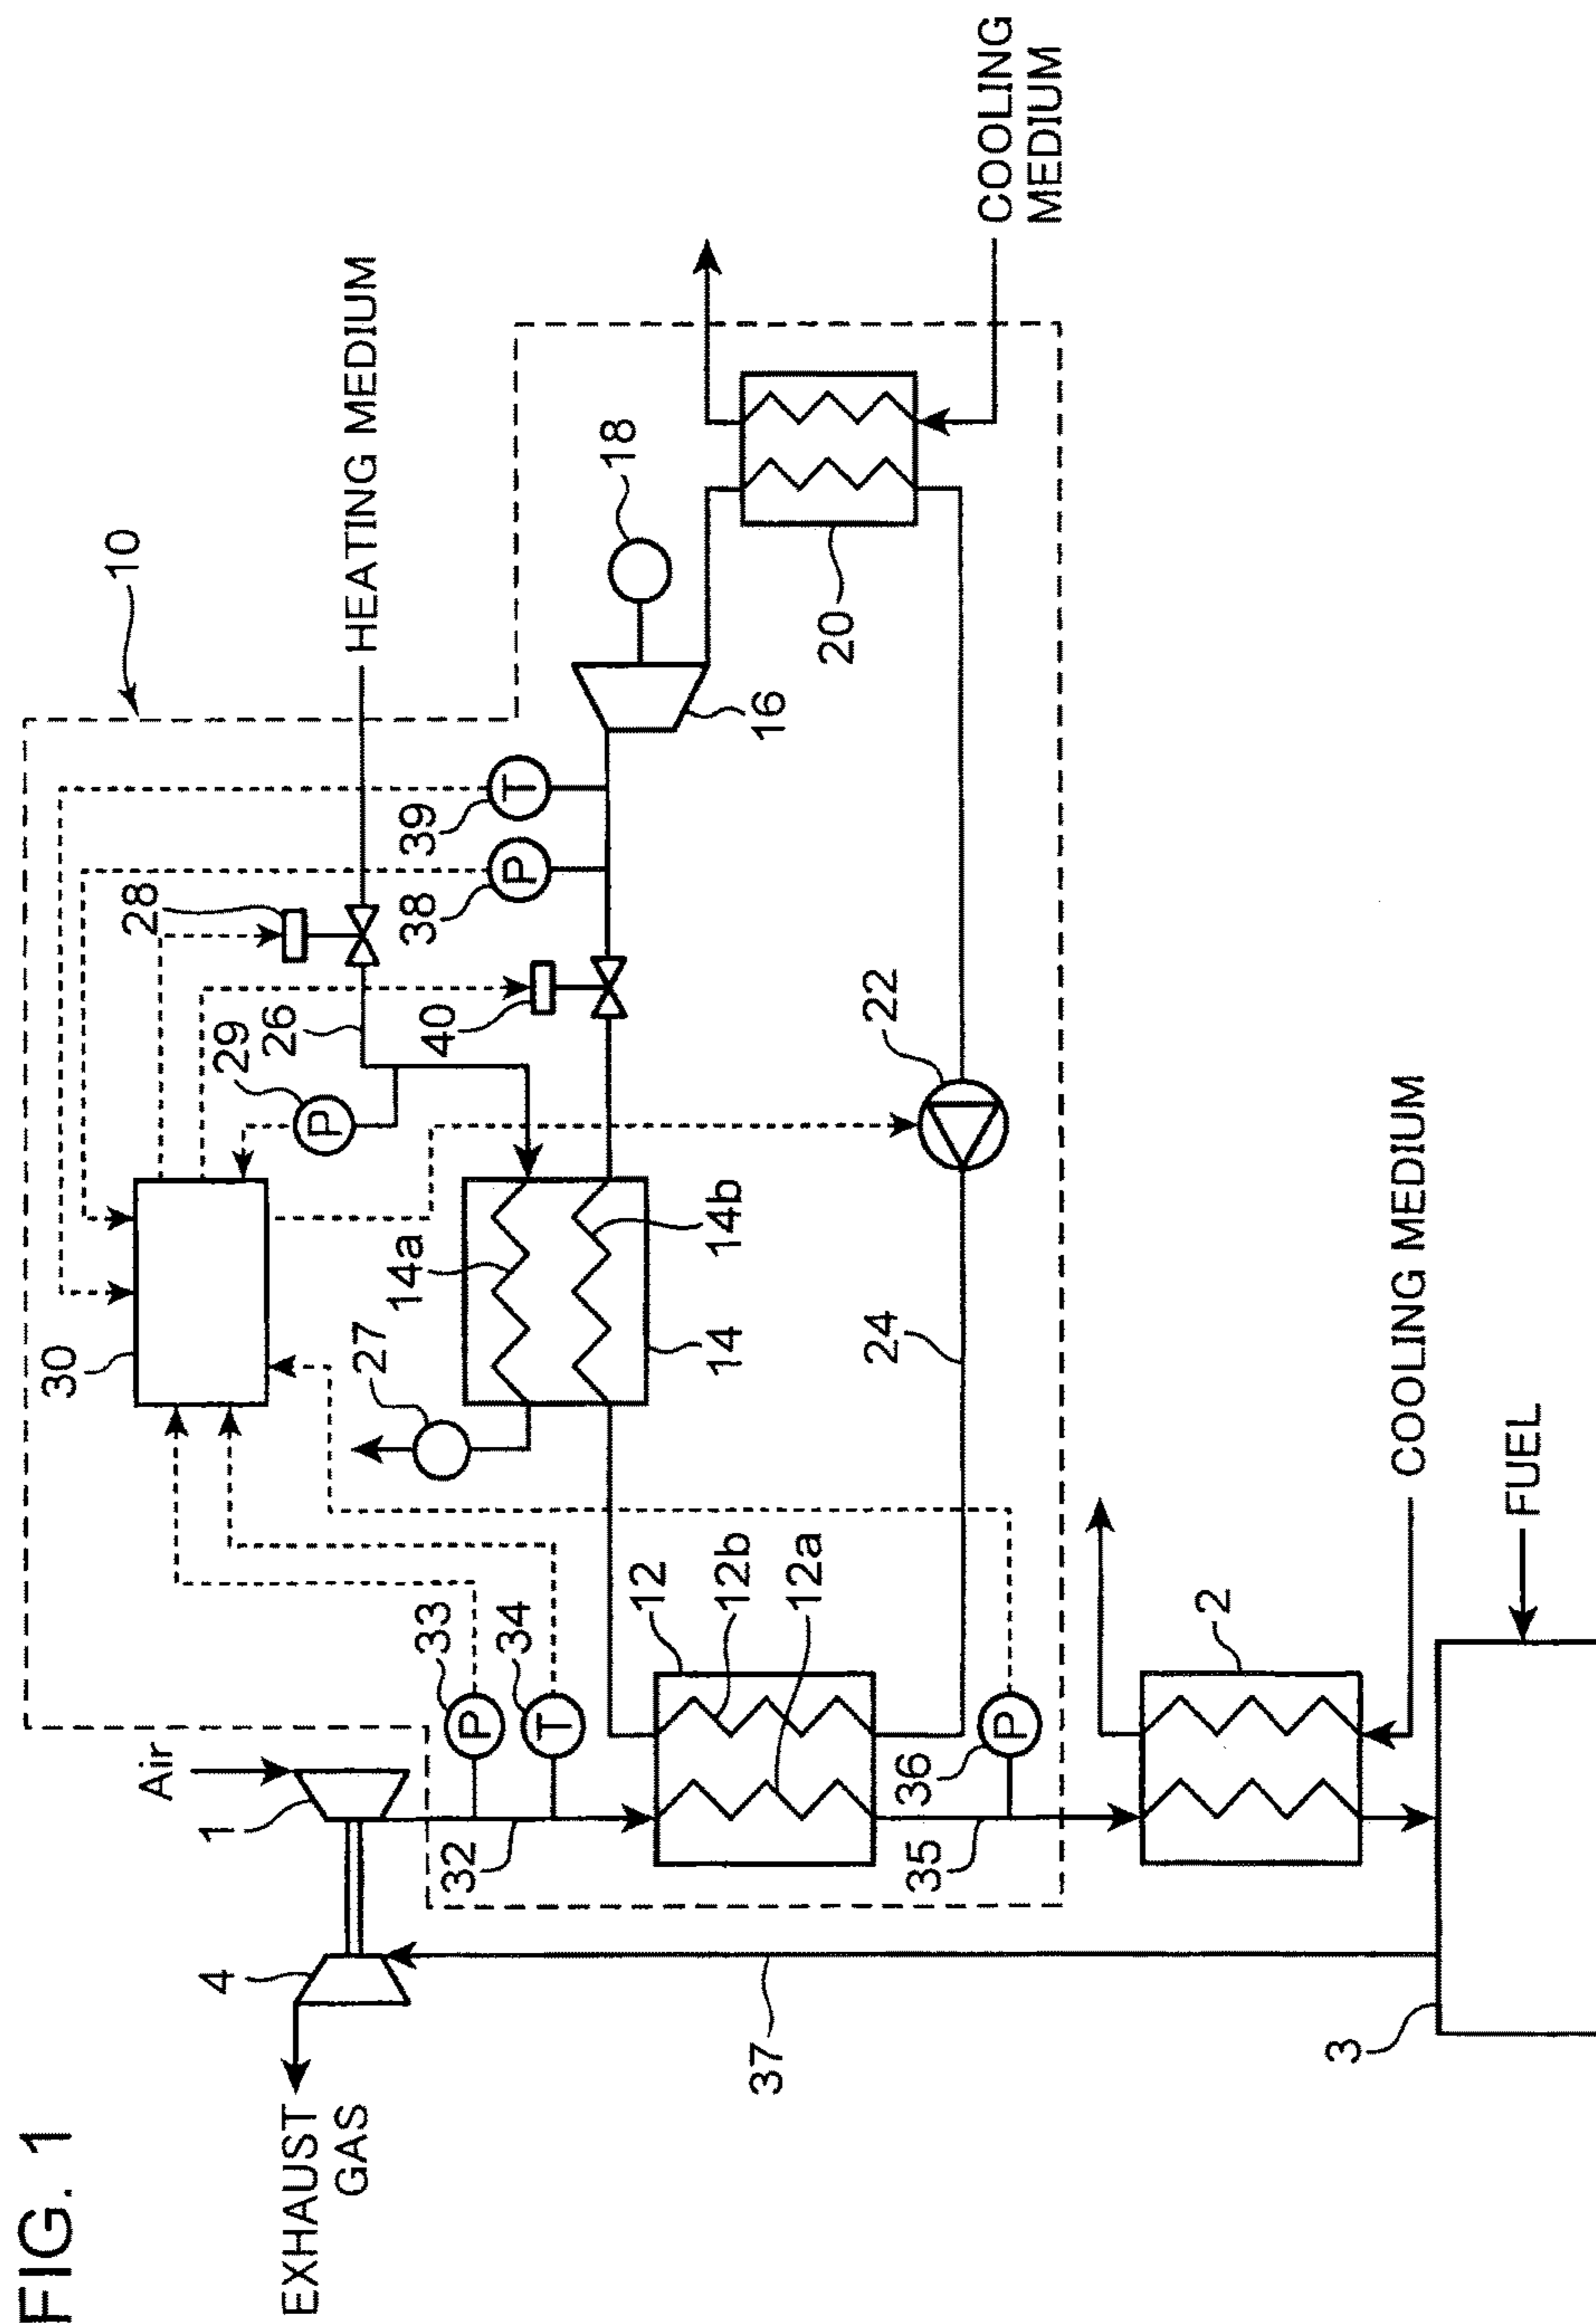 FIG. 1
EXHAUST
GAS
4
1
Air
37
3
32
33
34
35
36
12
12b
12a
2
FUEL
COOLING MEDIUM
30
27
14a
14b
14
24
22
29
26
28
40
38
39
P
T
P
P
P
T
10
HEATING MEDIUM
16
18
20
COOLING
MEDIUM